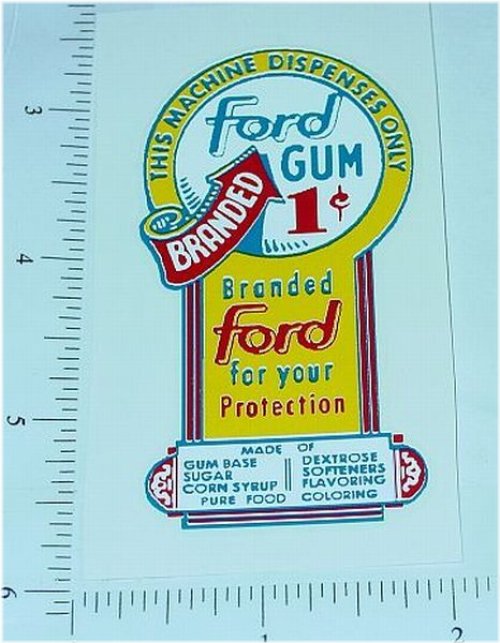 THIS MACHINE DISPENSES ONLY
Ford
GUM
BRANDED
1¢
Branded
Ford
for your
Protection
MADE OF
GUM BASE
SUGAR
CORN SYRUP
DEXTROSE
SOFTENERS
FLAVORING
PURE FOOD COLORING
3
4
5
6
1
2